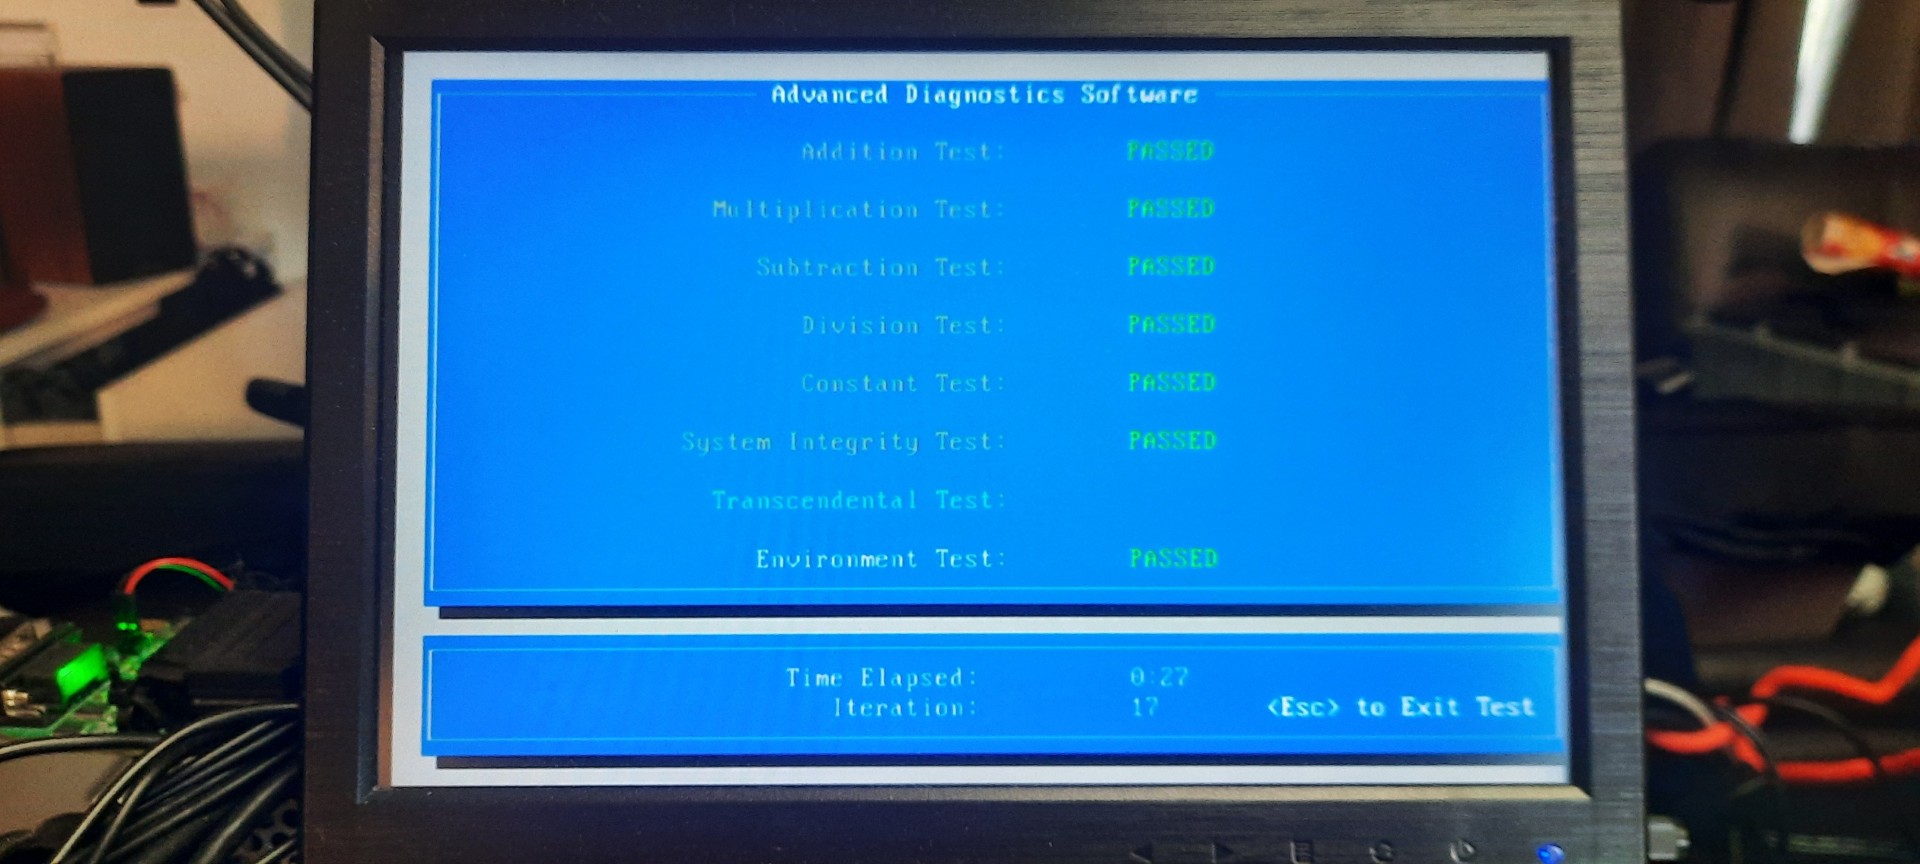 Advanced Diagnostics Software
Addition Test: PASSED
Multiplication Test: PASSED
Subtraction Test: PASSED
Division Test: PASSED
Constant Test: PASSED
System Integrity Test: PASSED
Transcendental Test:
Environment Test: PASSED
Time Elapsed: 0:27
Iteration: 17 <Esc> to Exit Test